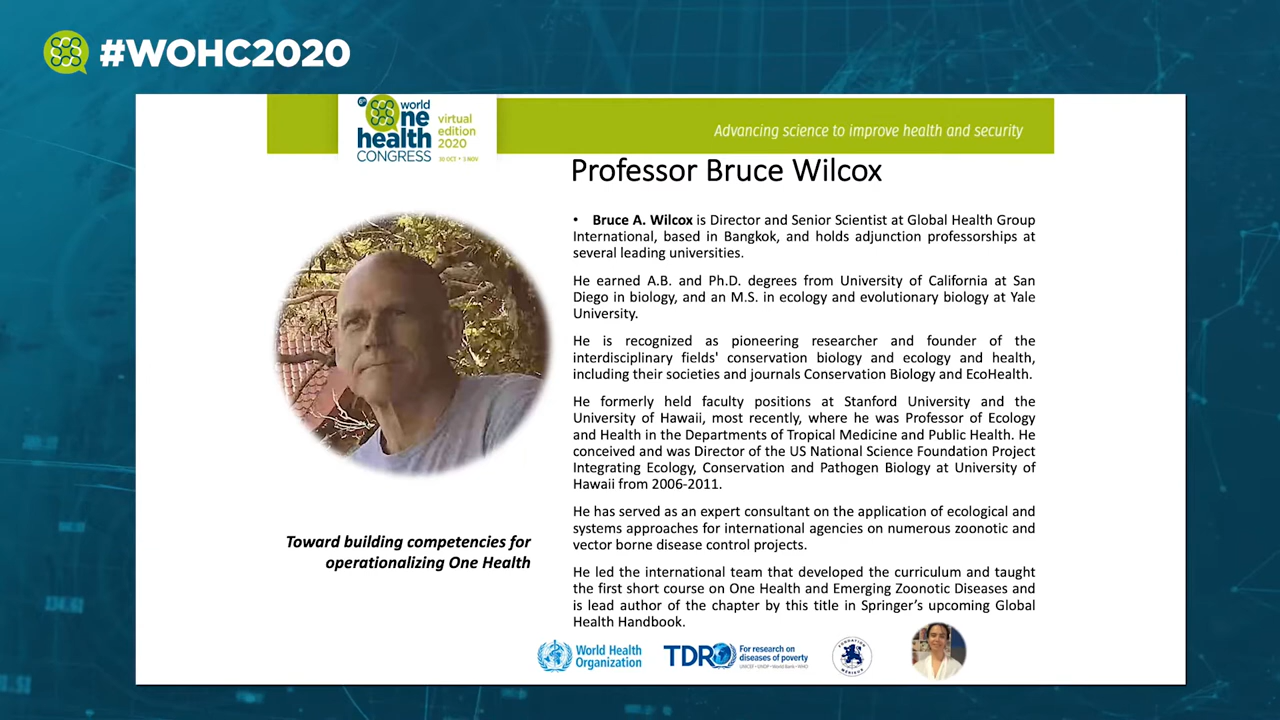 #WOHC2020
6th
world
one
health
CONGRESS
virtual
edition
2020
30 OCT • 3 NOV
Advancing science to improve health and security
Professor Bruce Wilcox
• Bruce A. Wilcox is Director and Senior Scientist at Global Health Group
International, based in Bangkok, and holds adjunction professorships at
several leading universities.
He earned A.B. and Ph.D. degrees from University of California at San
Diego in biology, and an M.S. in ecology and evolutionary biology at Yale
University.
He is recognized as pioneering researcher and founder of the
interdisciplinary fields' conservation biology and ecology and health,
including their societies and journals Conservation Biology and EcoHealth.
He formerly held faculty positions at Stanford University and the
University of Hawaii, most recently, where he was Professor of Ecology
and Health in the Departments of Tropical Medicine and Public Health. He
conceived and was Director of the US National Science Foundation Project
Integrating Ecology, Conservation and Pathogen Biology at University of
Hawaii from 2006-2011.
He has served as an expert consultant on the application of ecological and
systems approaches for international agencies on numerous zoonotic and
vector borne disease control projects.
He led the international team that developed the curriculum and taught
the first short course on One Health and Emerging Zoonotic Diseases and
is lead author of the chapter by this title in Springer's upcoming Global
Health Handbook.
Toward building competencies for
operationalizing One Health
World Health
Organization
TDR
For research on
diseases of poverty
UNICEF • UNDP • World Bank • WHO
FONDATION
MÉRIEUX